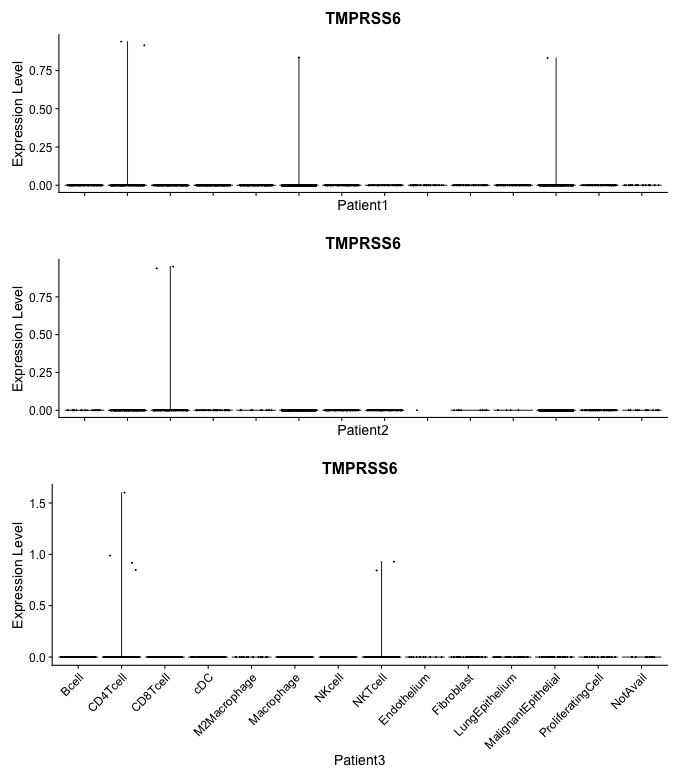 TMPRSS6
Expression Level
0.75
0.50
0.25
0.00
Patient1
TMPRSS6
Expression Level
0.75
0.50
0.25
0.00
Patient2
TMPRSS6
Expression Level
1.5
1.0
0.5
0.0
Bcell
CD4Tcell
CD8Tcell
cDC
M2Macrophage
Macrophage
NKcell
NKTcell
Endothelium
Fibroblast
LungEpithelium
MalignantEpithelial
ProliferatingCell
NotAvail
Patient3